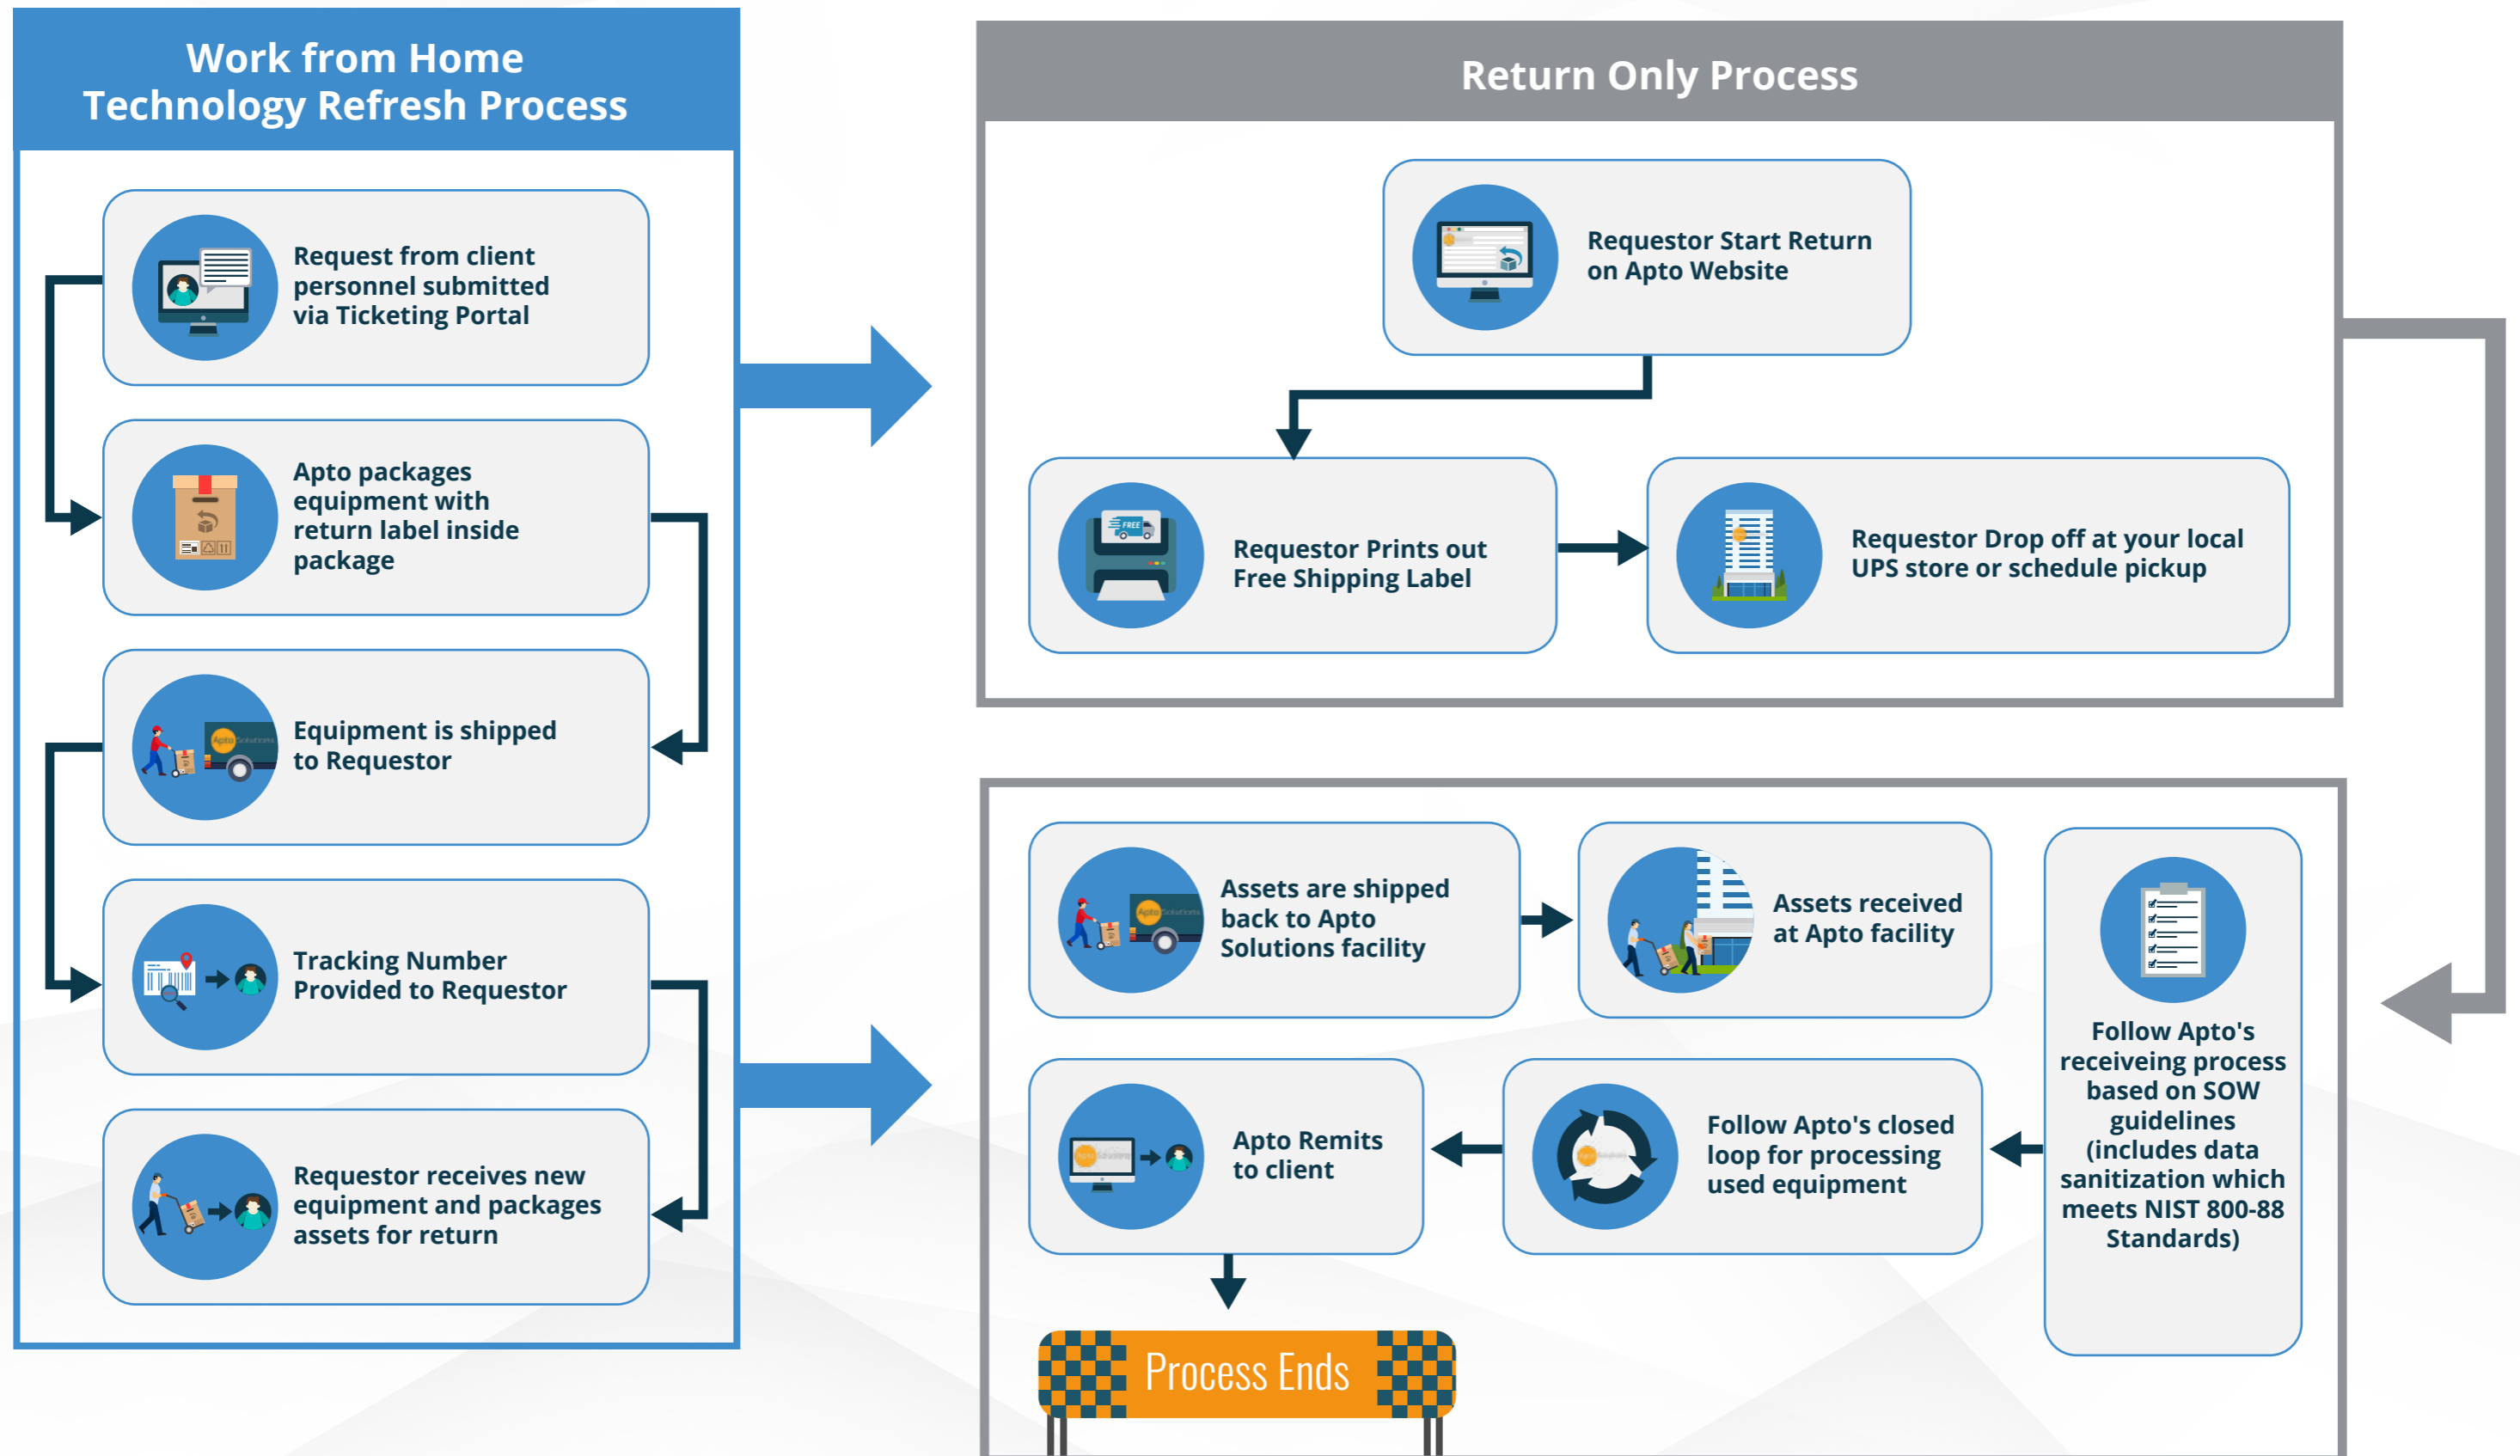 Work from Home
Technology Refresh Process
Request from client
personnel submitted
via Ticketing Portal
Apto packages
equipment with
return label inside
package
Equipment is shipped
to Requestor
Apto Solutions
Tracking Number
Provided to Requestor
Requestor receives new
equipment and packages
assets for return
Return Only Process
Requestor Start Return
on Apto Website
FREE
Requestor Prints out
Free Shipping Label
Requestor Drop off at your local
UPS store or schedule pickup
Assets are shipped
back to Apto
Solutions facility
Apto Solutions
Assets received
at Apto facility
Follow Apto's
receiveing process
based on SOW
guidelines
(includes data
sanitization which
meets NIST 800-88
Standards)
Follow Apto's closed
loop for processing
used equipment
Apto Remits
to client
Process Ends